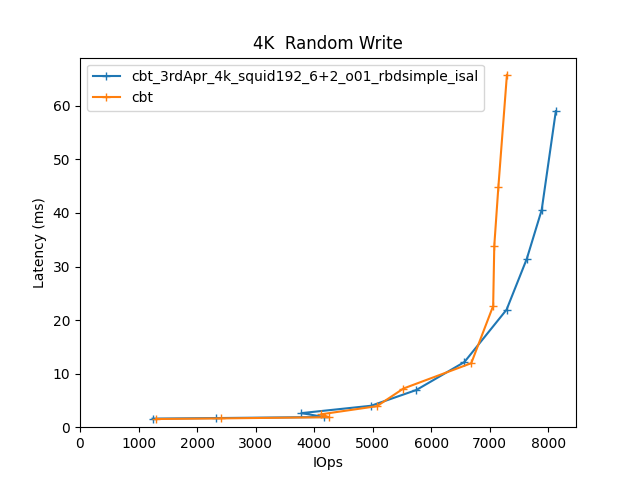 4K  Random Write
cbt_3rdApr_4k_squid192_6+2_o01_rbdsimple_isal
cbt
Latency (ms)
60
50
40
30
20
10
0
0 1000 2000 3000 4000 5000 6000 7000 8000
IOps